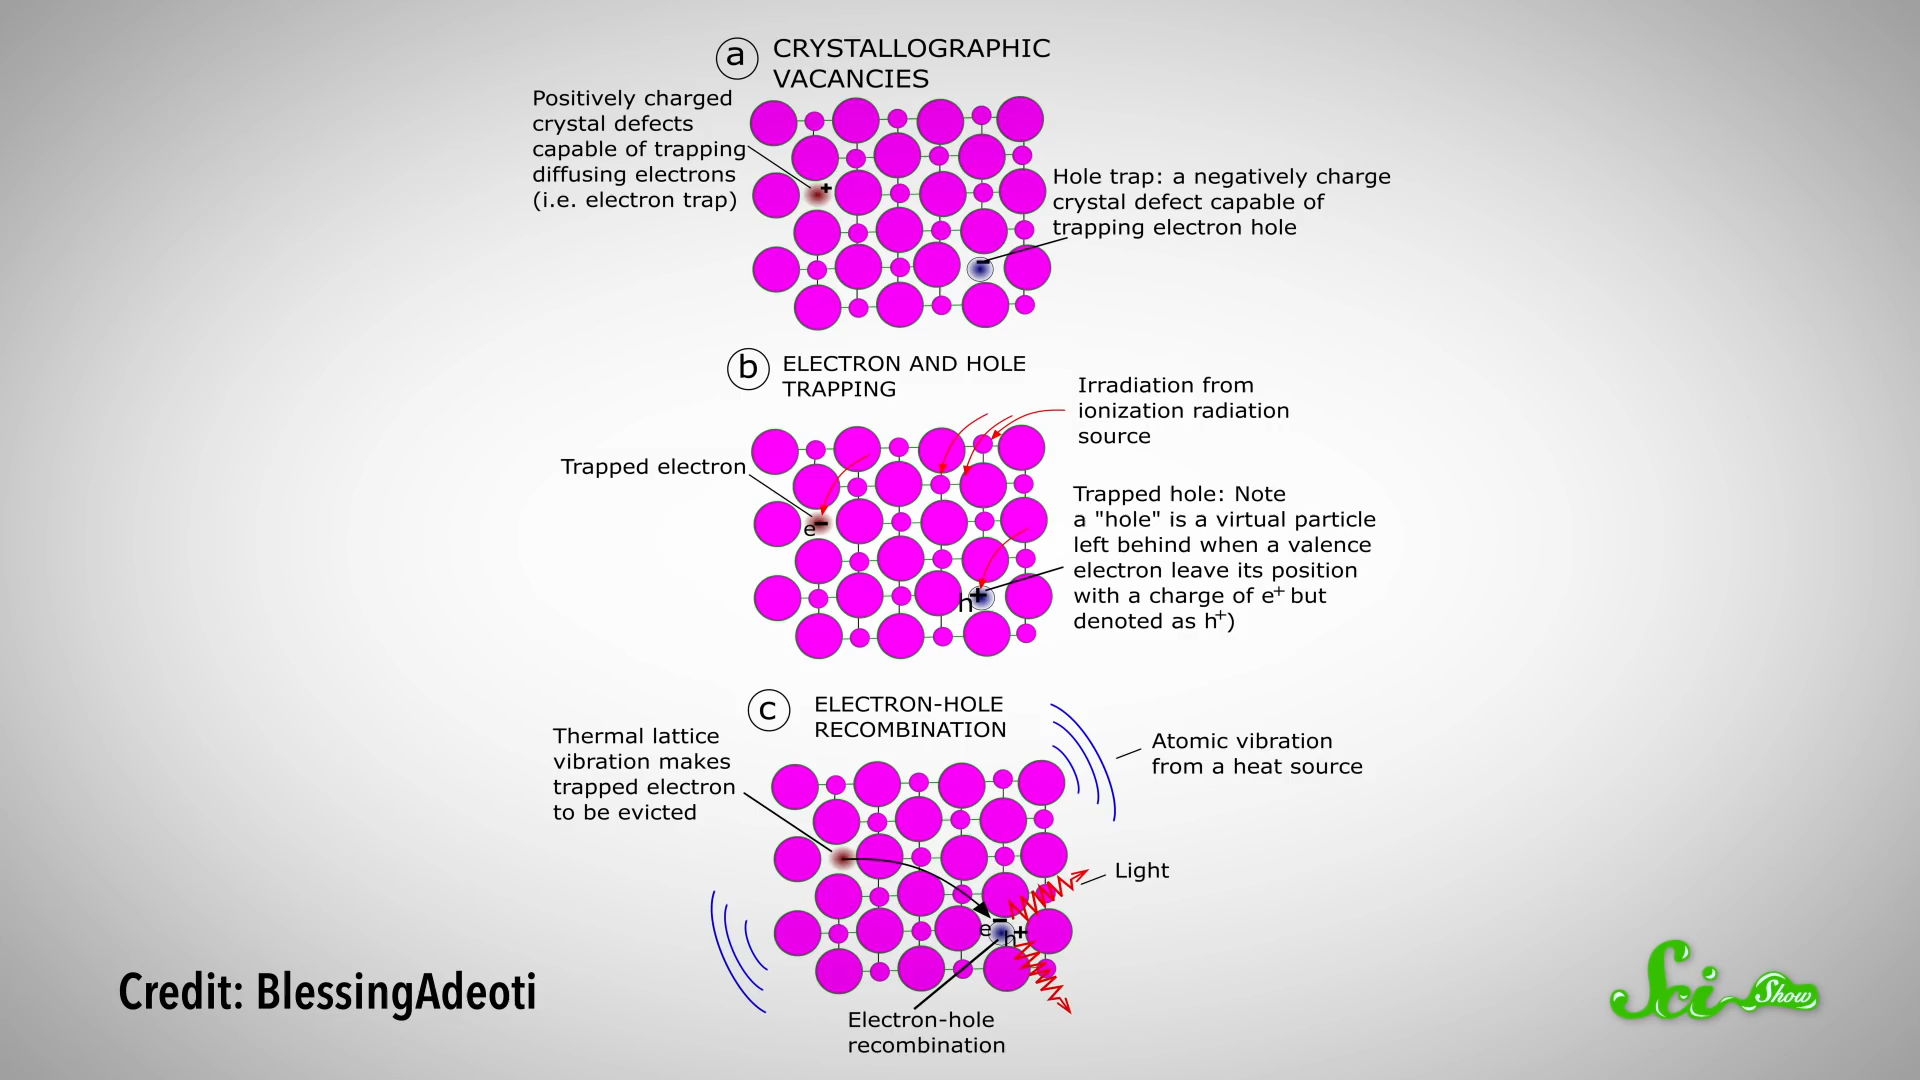 a
CRYSTALLOGRAPHIC
VACANCIES
Positively charged
crystal defects
capable of trapping
diffusing electrons
(i.e. electron trap)
+
Hole trap: a negatively charge
crystal defect capable of
trapping electron hole
-
b
ELECTRON AND HOLE
TRAPPING
Irradiation from
ionization radiation
source
Trapped electron
e-
Trapped hole: Note
a "hole" is a virtual particle
left behind when a valence
electron leave its position
with a charge of e⁺ but
denoted as h⁺)
h+
c
ELECTRON-HOLE
RECOMBINATION
Thermal lattice
vibration makes
trapped electron
to be evicted
Atomic vibration
from a heat source
Light
e-
h+
Electron-hole
recombination
Credit: BlessingAdeoti
Sci Show